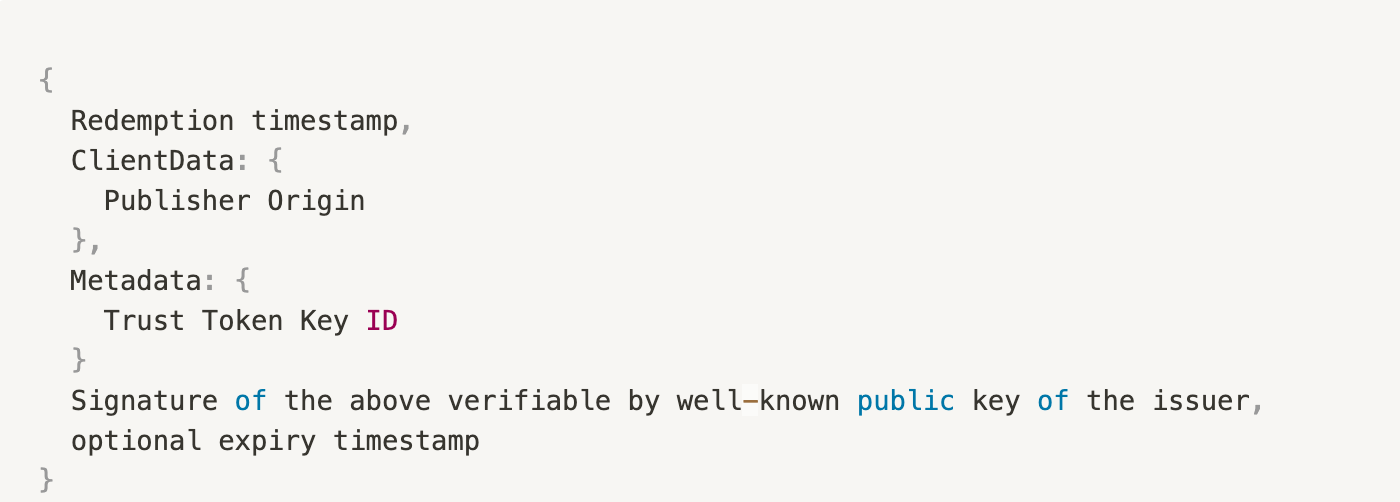 {
Redemption timestamp,
ClientData: {
Publisher Origin
},
Metadata: {
Trust Token Key ID
}
Signature of the above verifiable by well-known public key of the issuer,
optional expiry timestamp
}